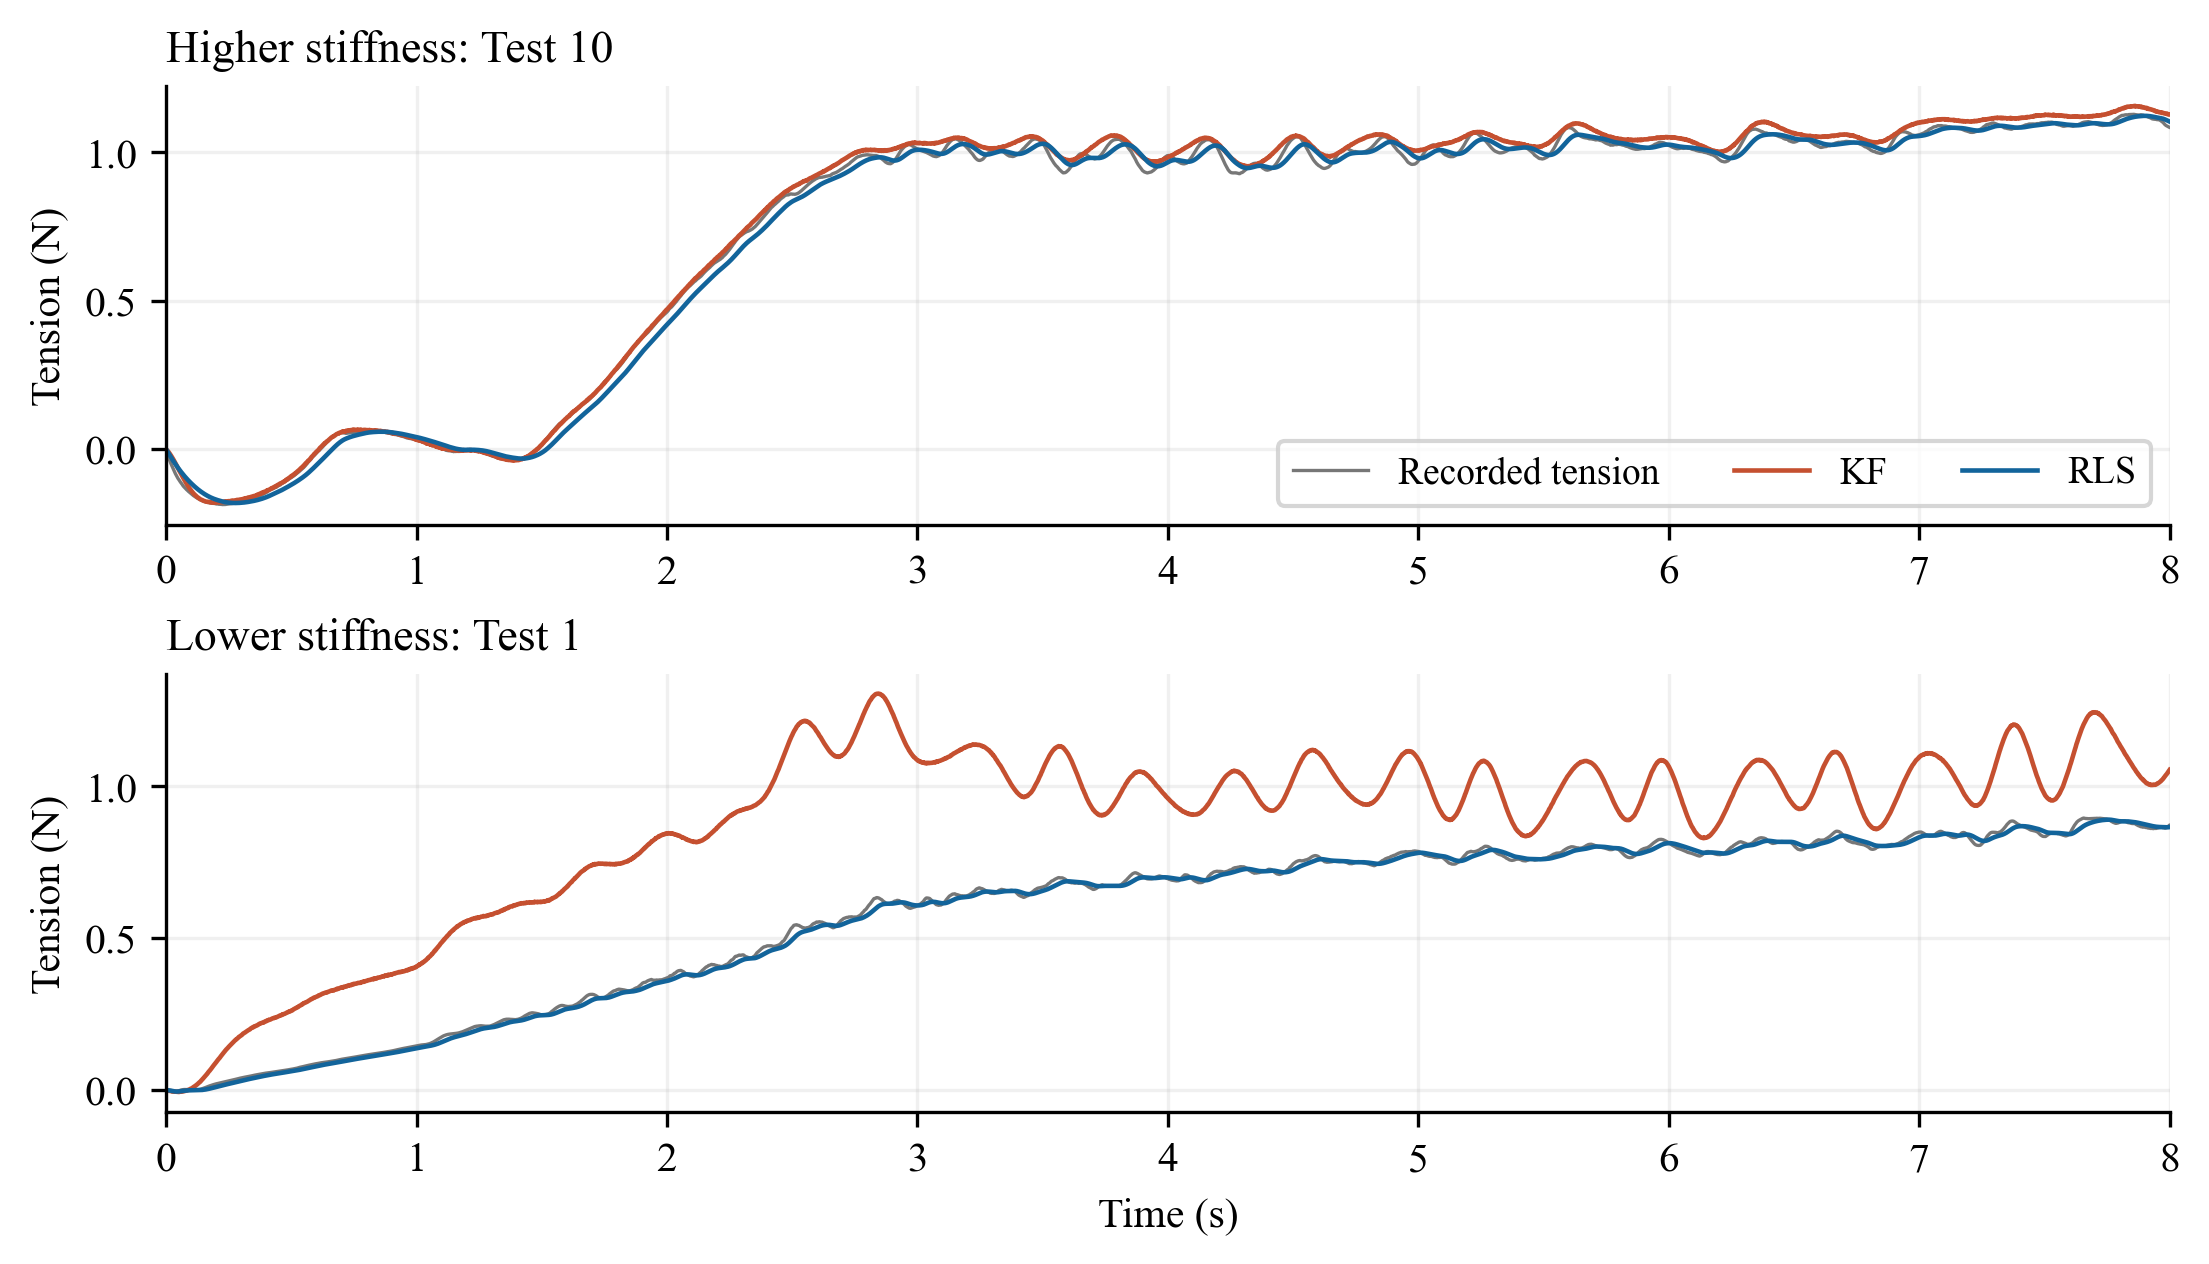 Higher stiffness: Test 10
Tension (N)
1.0
0.5
0.0
Recorded tension KF RLS
0 1 2 3 4 5 6 7 8
Lower stiffness: Test 1
Tension (N)
1.0
0.5
0.0
0 1 2 3 4 5 6 7 8
Time (s)